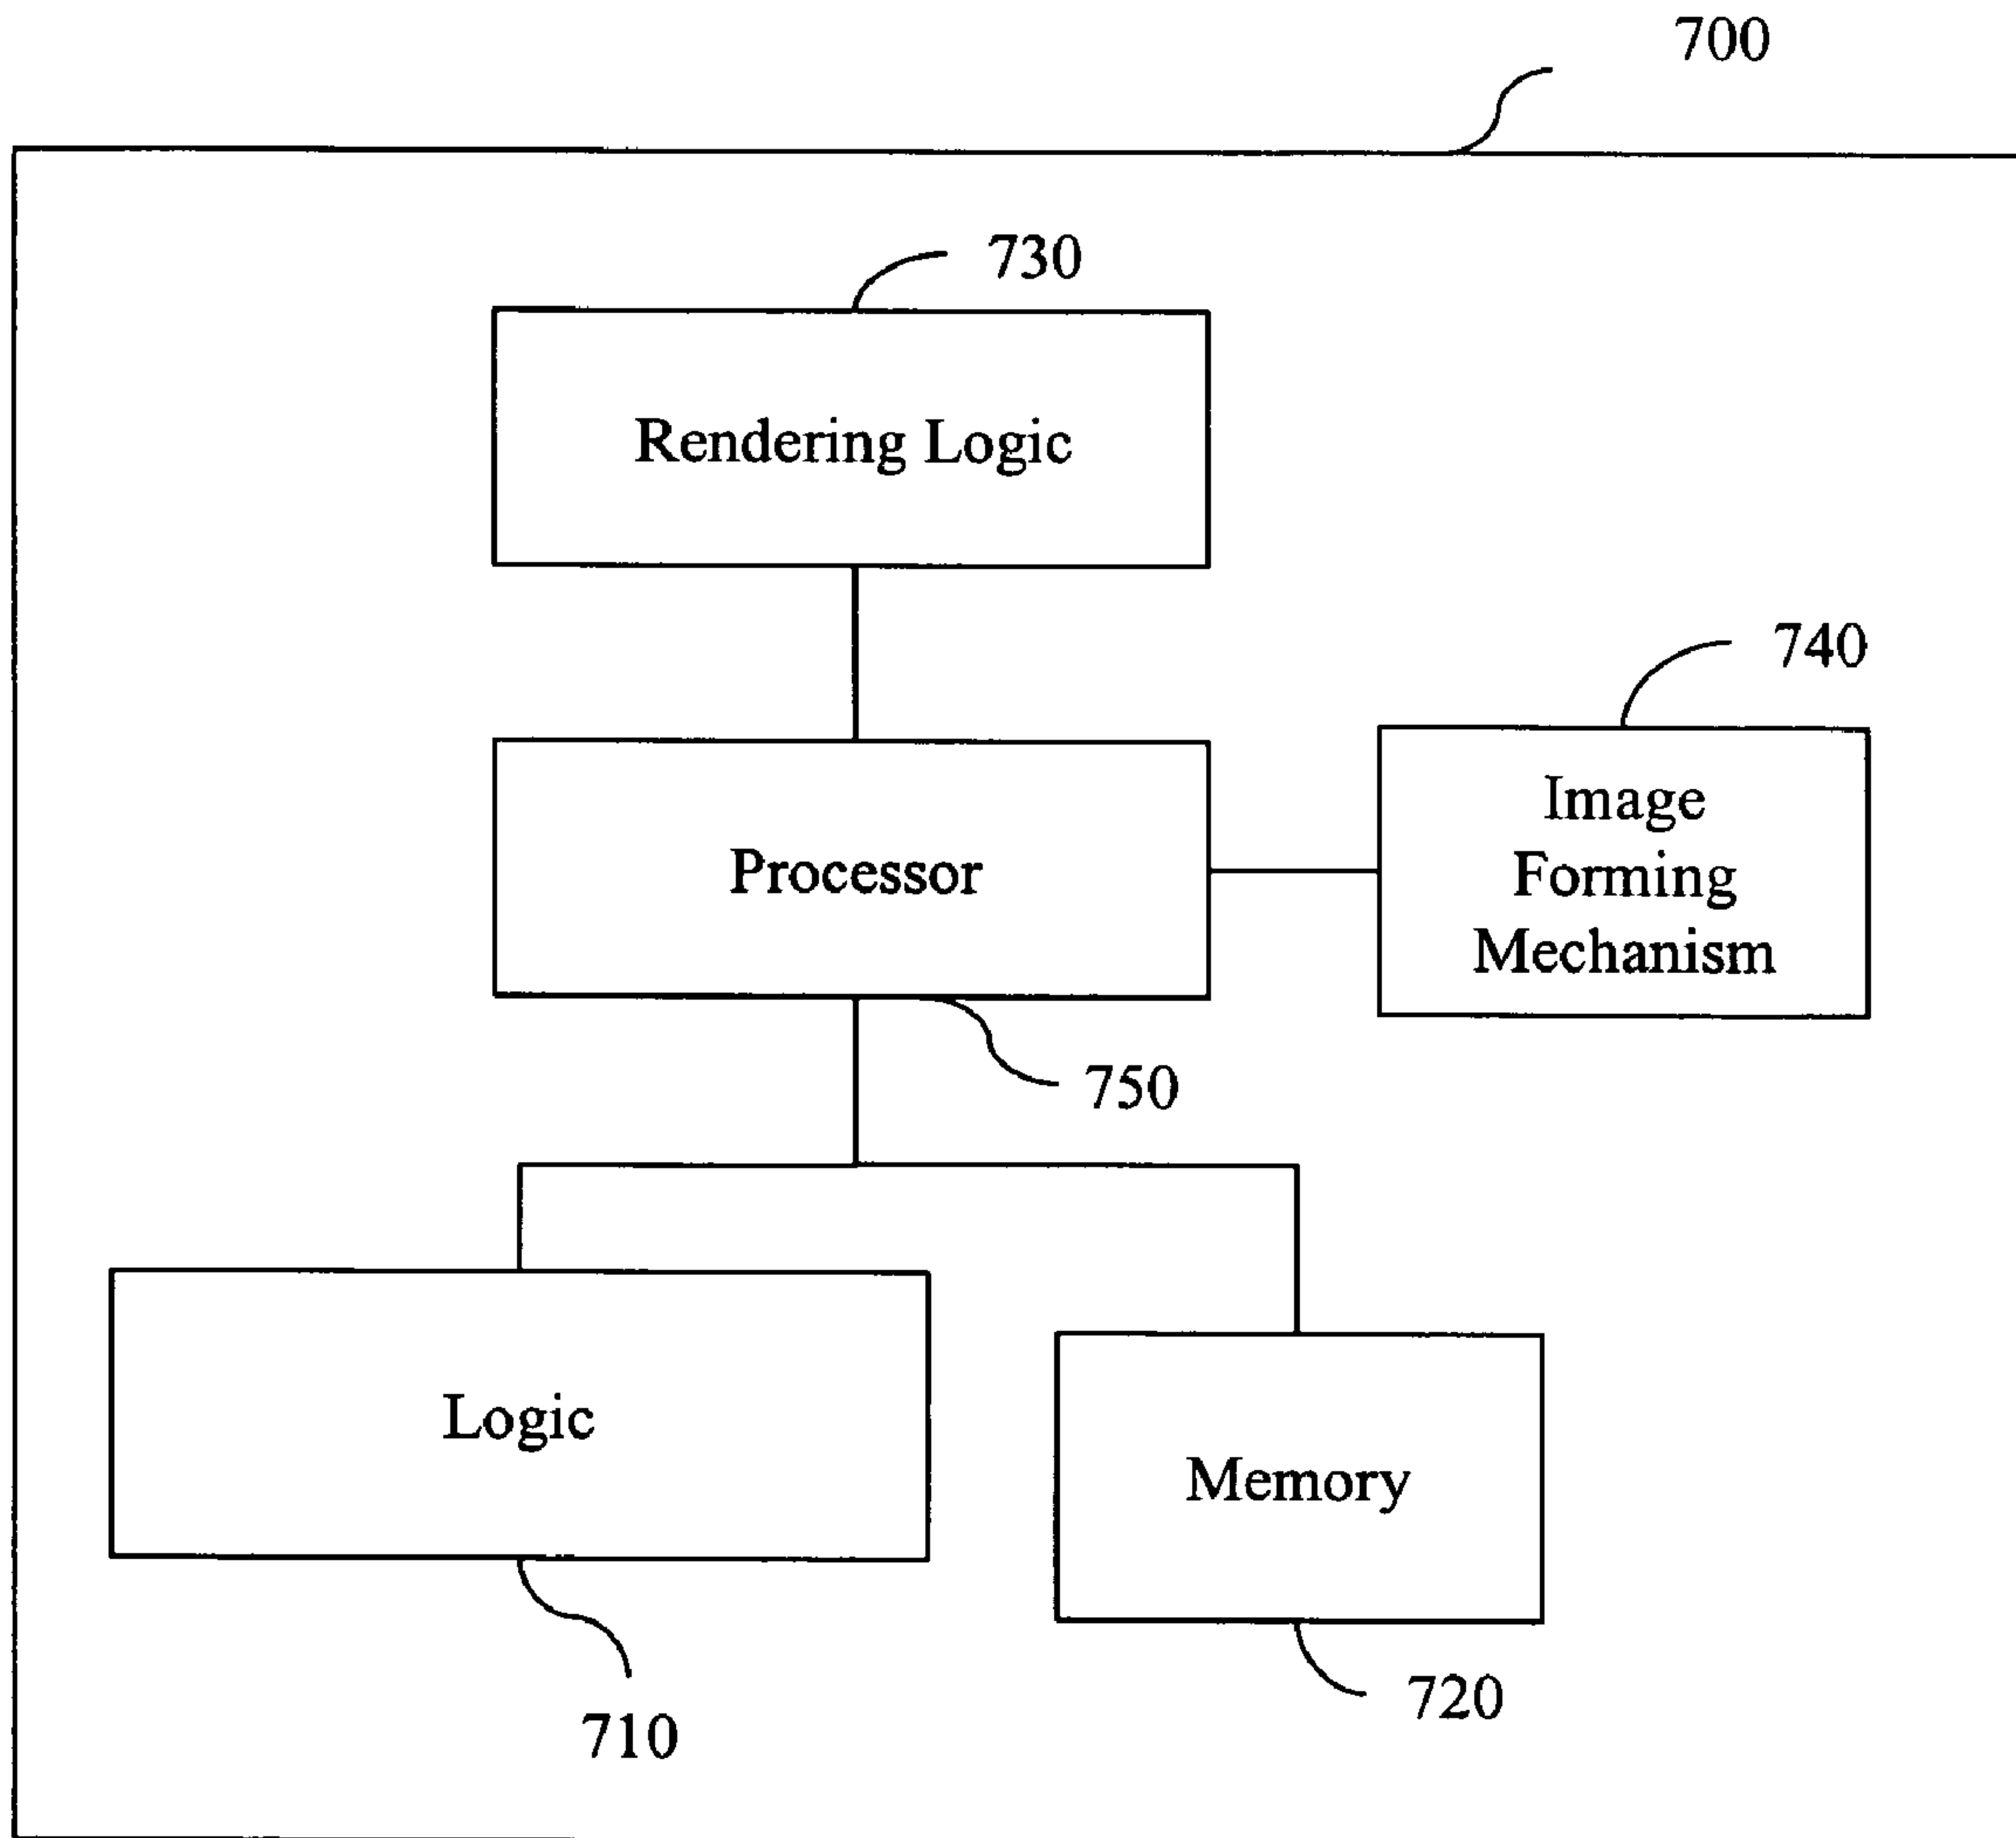 700
730
Rendering Logic
740
Image
Forming
Mechanism
Processor
750
Logic
Memory
710
720